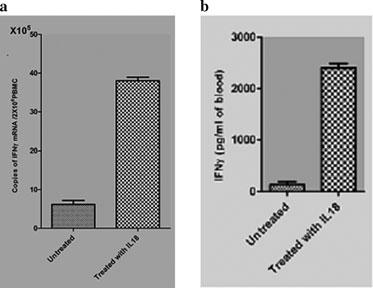 a
X10⁵
Copies of IFNγ mRNA /2X10⁶PBMC
50
40
30
20
10
0
Untreated
Treated with IL18
b
IFNγ (pg/ml of blood)
3000
2000
1000
0
Untreated
Treated with IL18